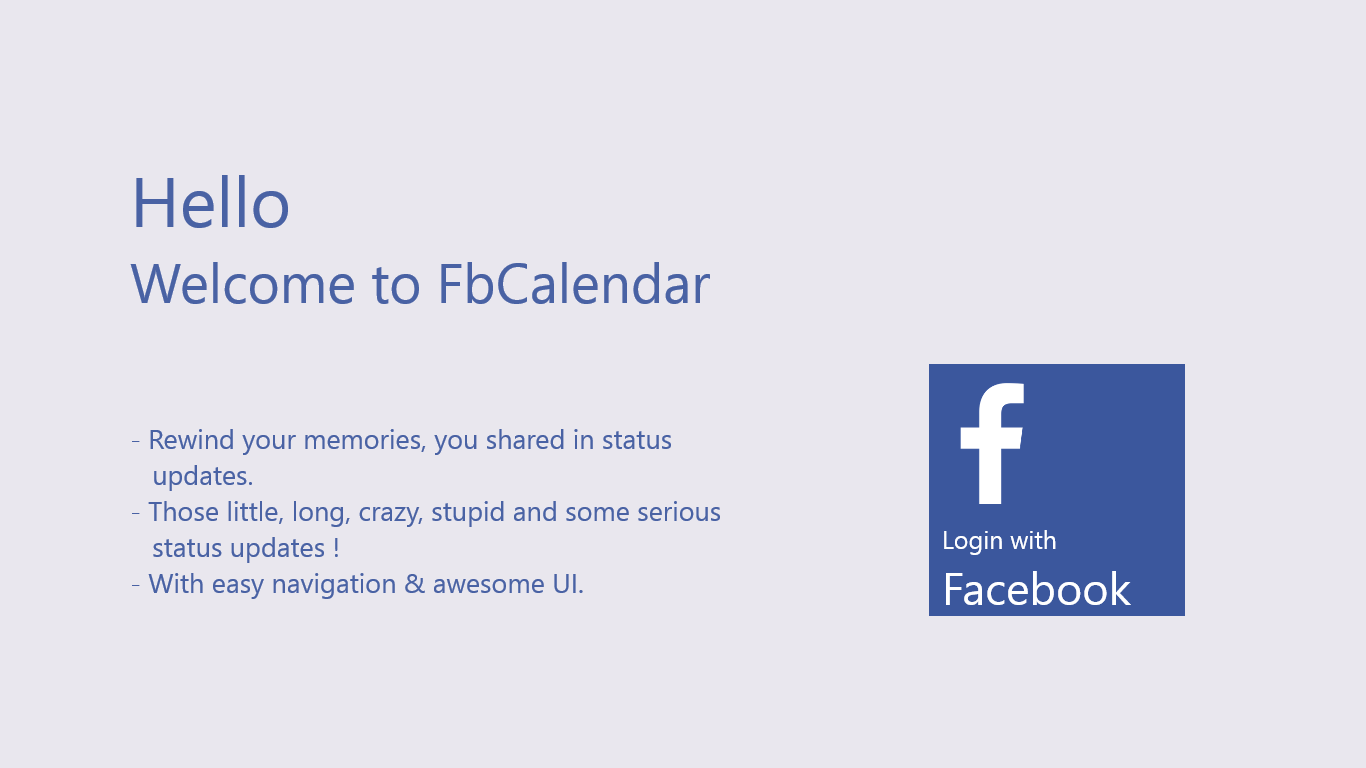 Hello
Welcome to FbCalendar
- Rewind your memories, you shared in status
updates.
- Those little, long, crazy, stupid and some serious
status updates !
- With easy navigation & awesome UI.
f
Login with
Facebook